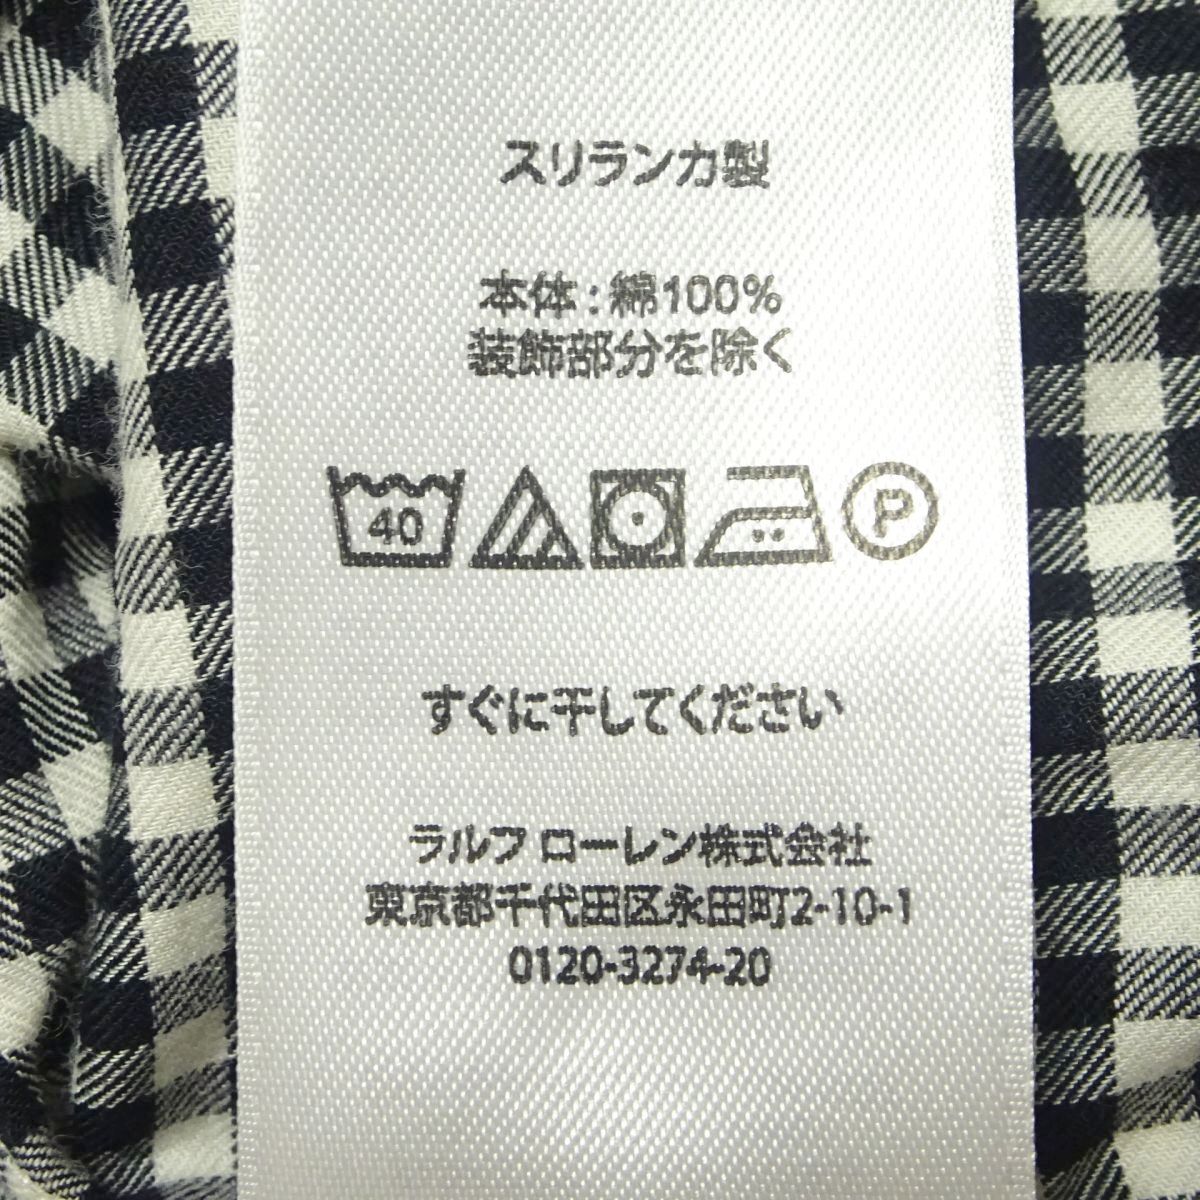 スリランカ製
本体:綿100%
装飾部分を除く
40 P
すぐに干してください
ラルフ ローレン株式会社
東京都千代田区永田町2-10-1
0120-3274-20